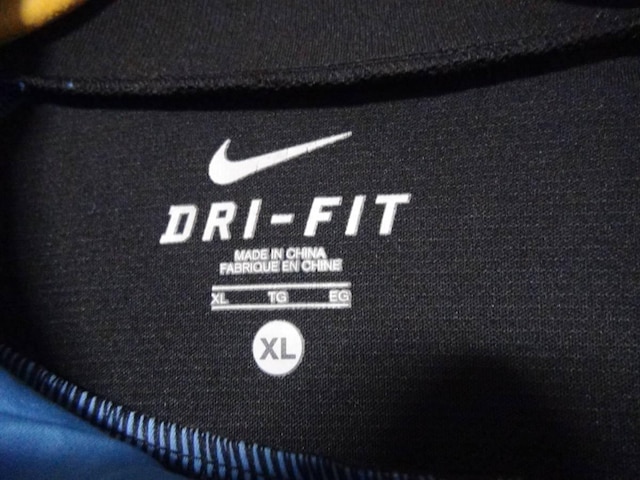 DRI-FIT
MADE IN CHINA
FABRIQUE EN CHINE
XL TG EG
XL